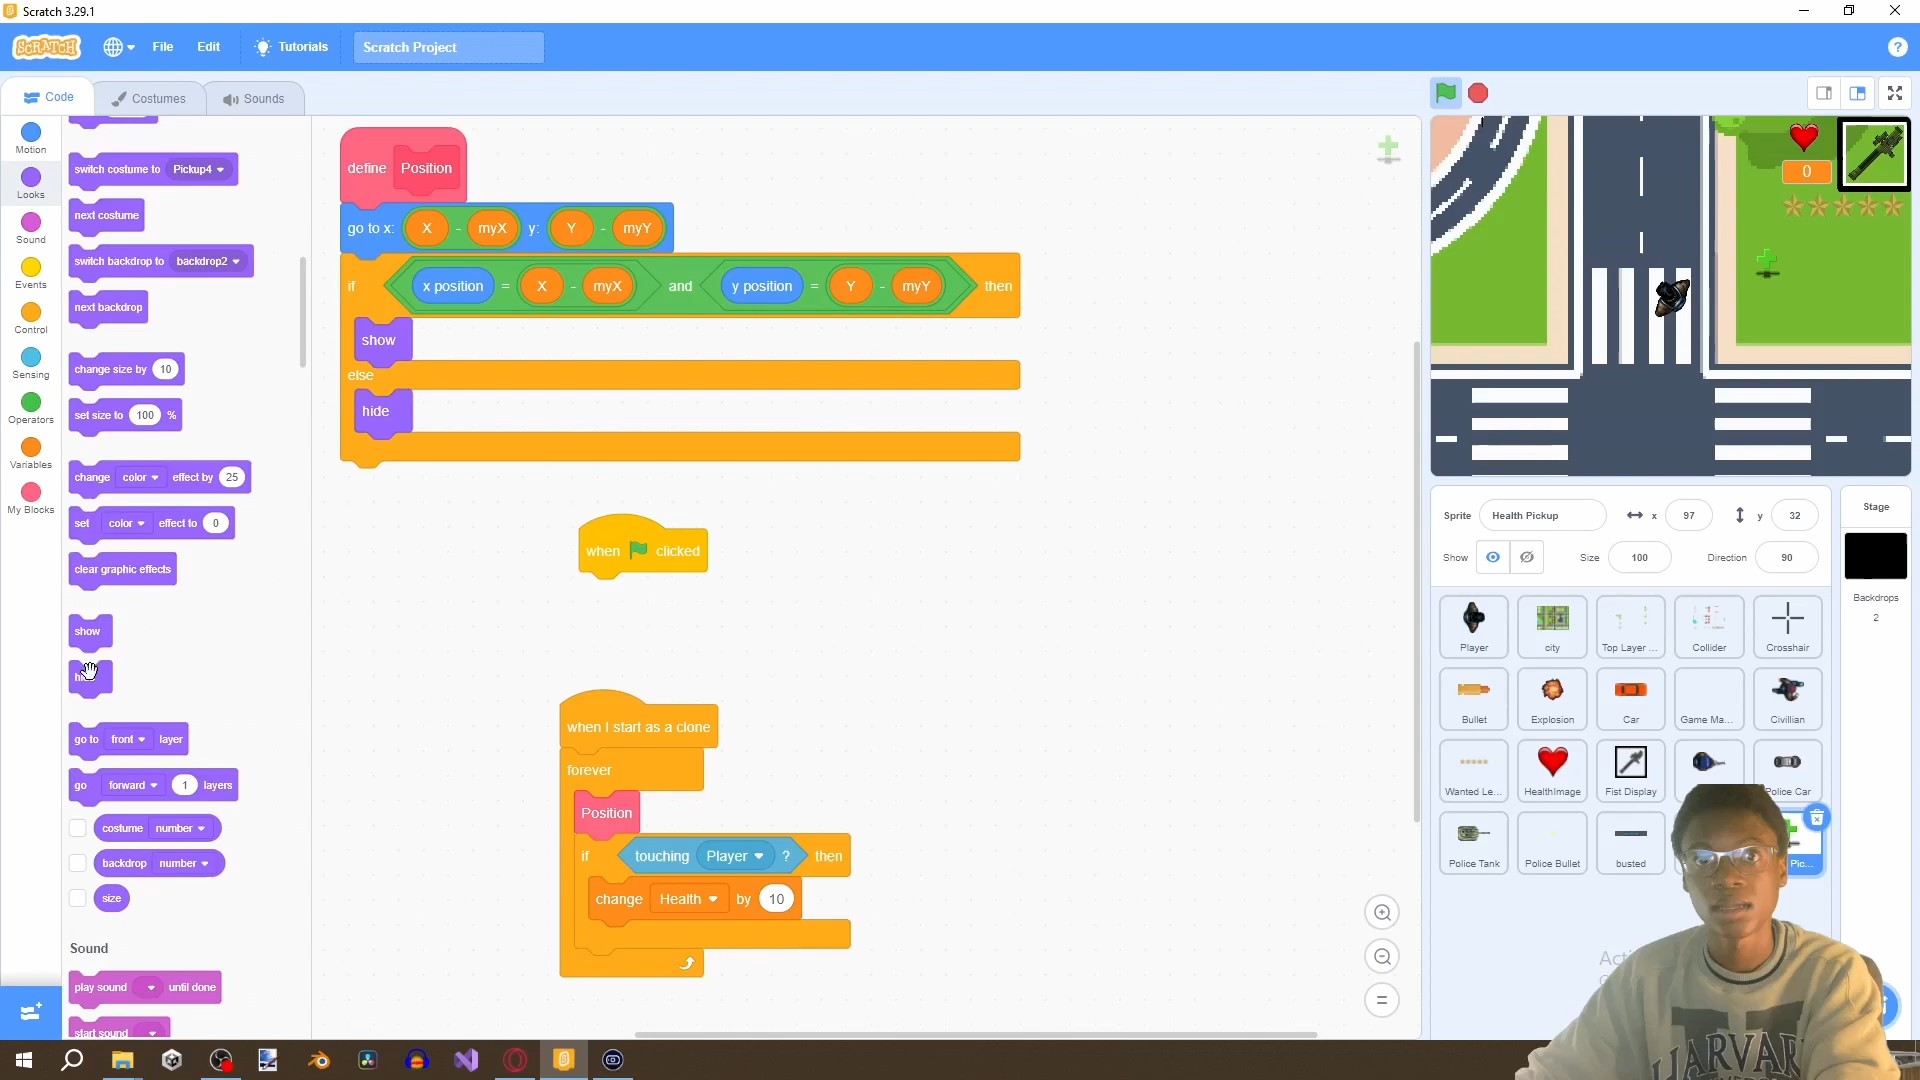 Scratch 3.29.1
SCRATCH
File
Edit
Tutorials
Scratch Project
?
Code
Costumes
Sounds
Motion
Looks
Sound
Events
Control
Sensing
Operators
Variables
My Blocks
switch costume to Pickup4
next costume
switch backdrop to backdrop2
next backdrop
change size by 10
set size to 100 %
change color effect by 25
set color effect to 0
clear graphic effects
show
go to front layer
go forward 1 layers
costume number
backdrop number
size
Sound
play sound until done
start sound
define Position
go to x: X - myX y: Y - myY
if x position = X - myX and y position = Y - myY then
show
else
hide
when clicked
when I start as a clone
forever
Position
if touching Player ? then
change Health by 10
0
Sprite Health Pickup x 97 y 32
Show Size 100 Direction 90
Player
city
Top Layer ...
Collider
Crosshair
Bullet
Explosion
Car
Game Ma...
Civillian
Wanted Le...
HealthImage
Fist Display
Police Car
Police Tank
Police Bullet
busted
Pic...
Stage
Backdrops
2
HARVARD